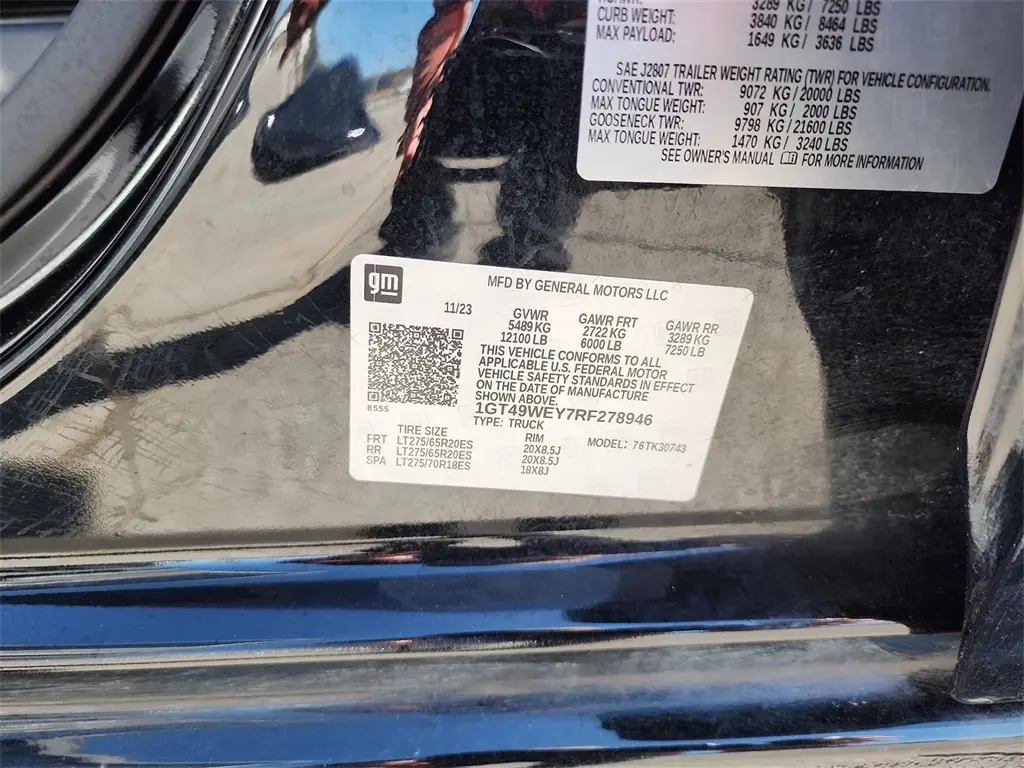 3289 KG / 7250 LBS
CURB WEIGHT: 3840 KG / 8464 LBS
MAX PAYLOAD: 1649 KG / 3636 LBS
SAE J2807 TRAILER WEIGHT RATING (TWR) FOR VEHICLE CONFIGURATION.
CONVENTIONAL TWR: 9072 KG / 20000 LBS
MAX TONGUE WEIGHT: 907 KG / 2000 LBS
GOOSENECK TWR: 9798 KG / 21600 LBS
MAX TONGUE WEIGHT: 1470 KG / 3240 LBS
SEE OWNER'S MANUAL FOR MORE INFORMATION
gm
MFD BY GENERAL MOTORS LLC
11/23
GVWR GAWR FRT GAWR RR
5489 KG 2722 KG 3289 KG
12100 LB 6000 LB 7250 LB
THIS VEHICLE CONFORMS TO ALL
APPLICABLE U.S. FEDERAL MOTOR
VEHICLE SAFETY STANDARDS IN EFFECT
ON THE DATE OF MANUFACTURE
SHOWN ABOVE.
1GT49WEY7RF278946
TYPE: TRUCK
TIRE SIZE RIM MODEL: 76TK30743
FRT LT275/65R20ES 20X8.5J
RR LT275/65R20ES 20X8.5J
SPA LT275/70R18ES 18X8J